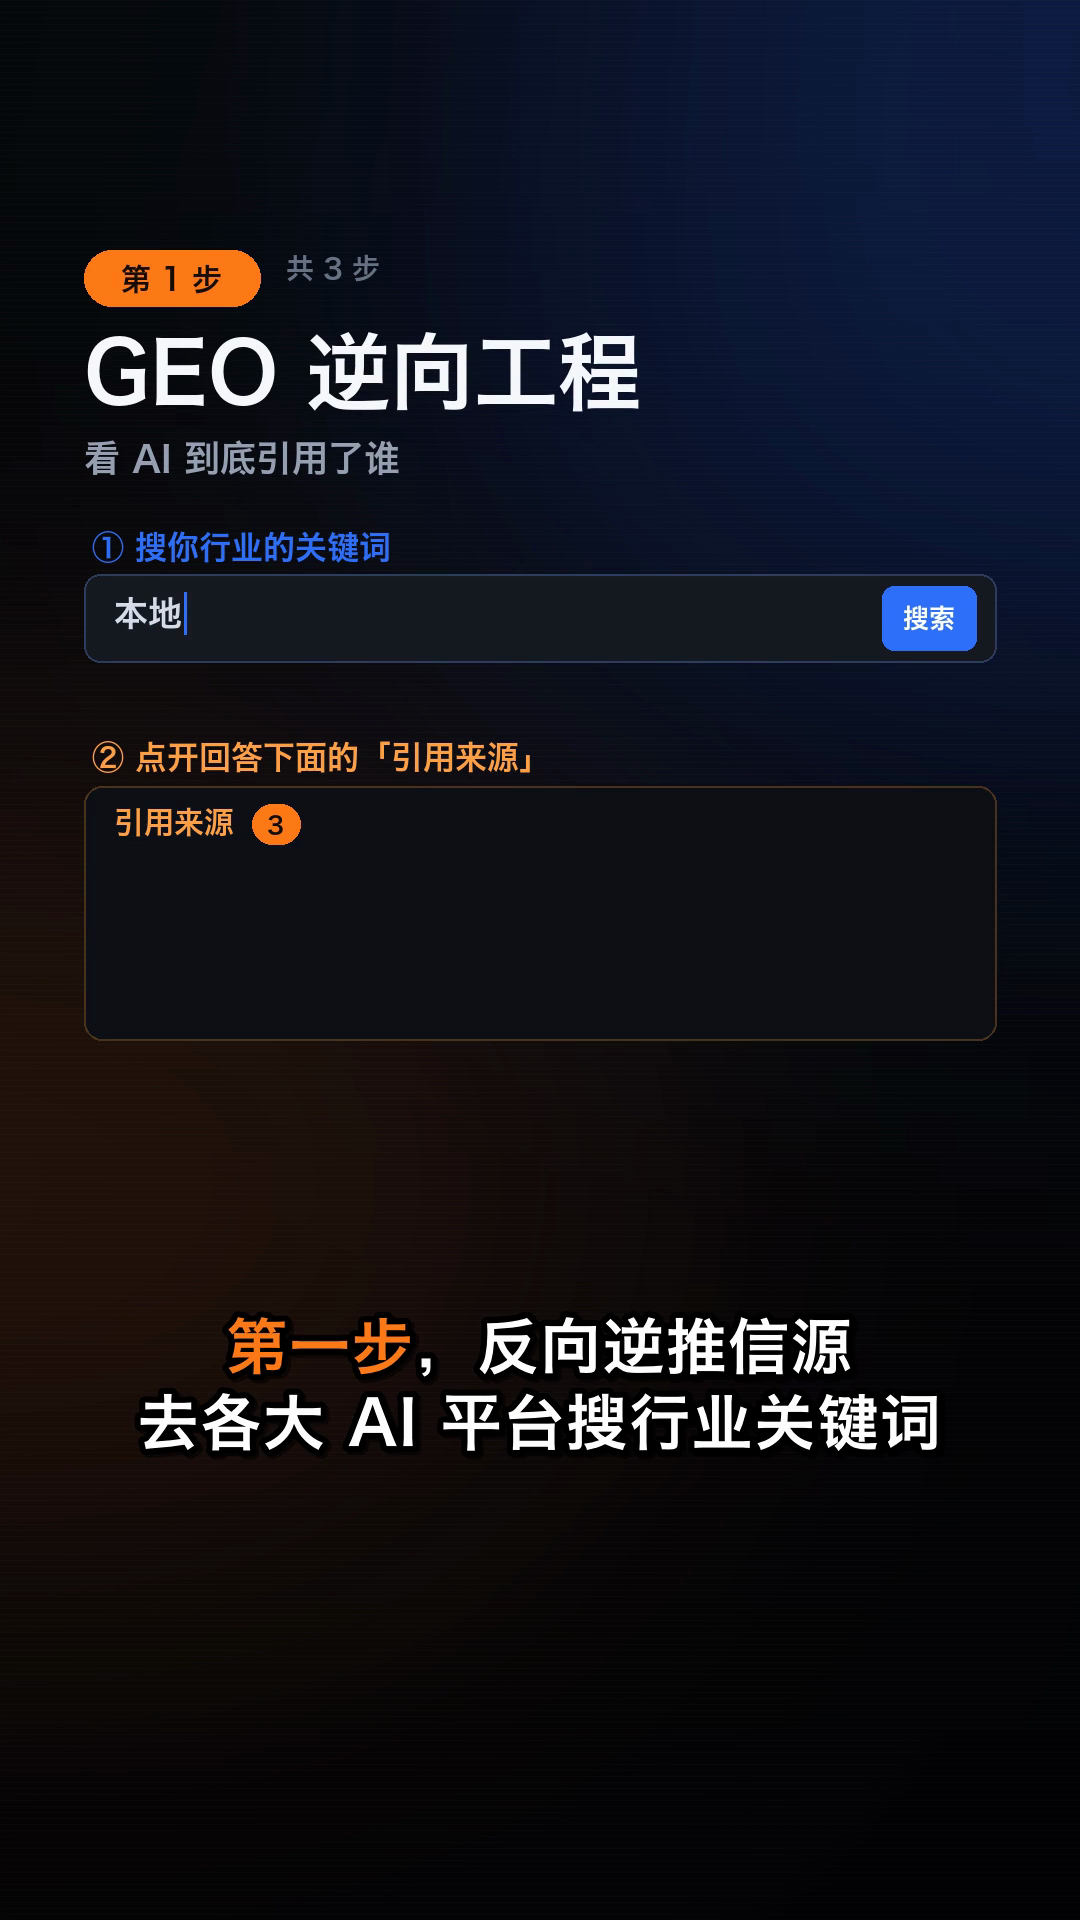 第 1 步 共 3 步
GEO 逆向工程
看 AI 到底引用了谁
① 搜你行业的关键词
本地 搜索
② 点开回答下面的「引用来源」
引用来源 3
第一步，反向逆推信源
去各大 AI 平台搜行业关键词